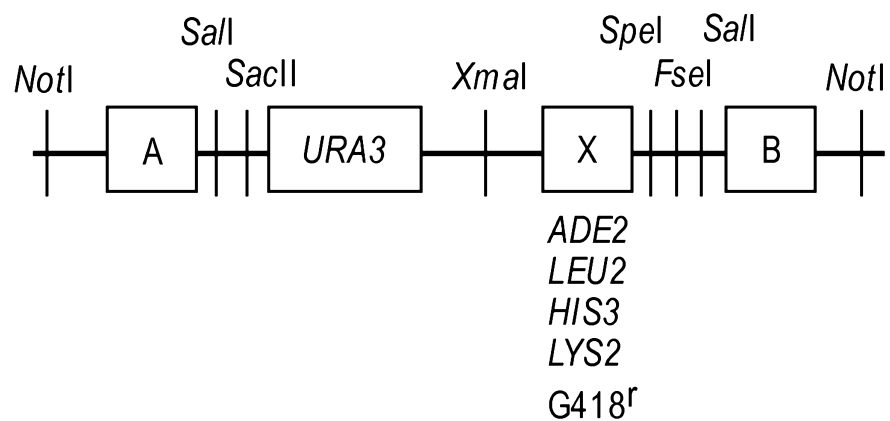 SpeI SalI
SalI
NotI SacII XmaI FseI NotI
A URA3 X B
ADE2
LEU2
HIS3
LYS2
G418r